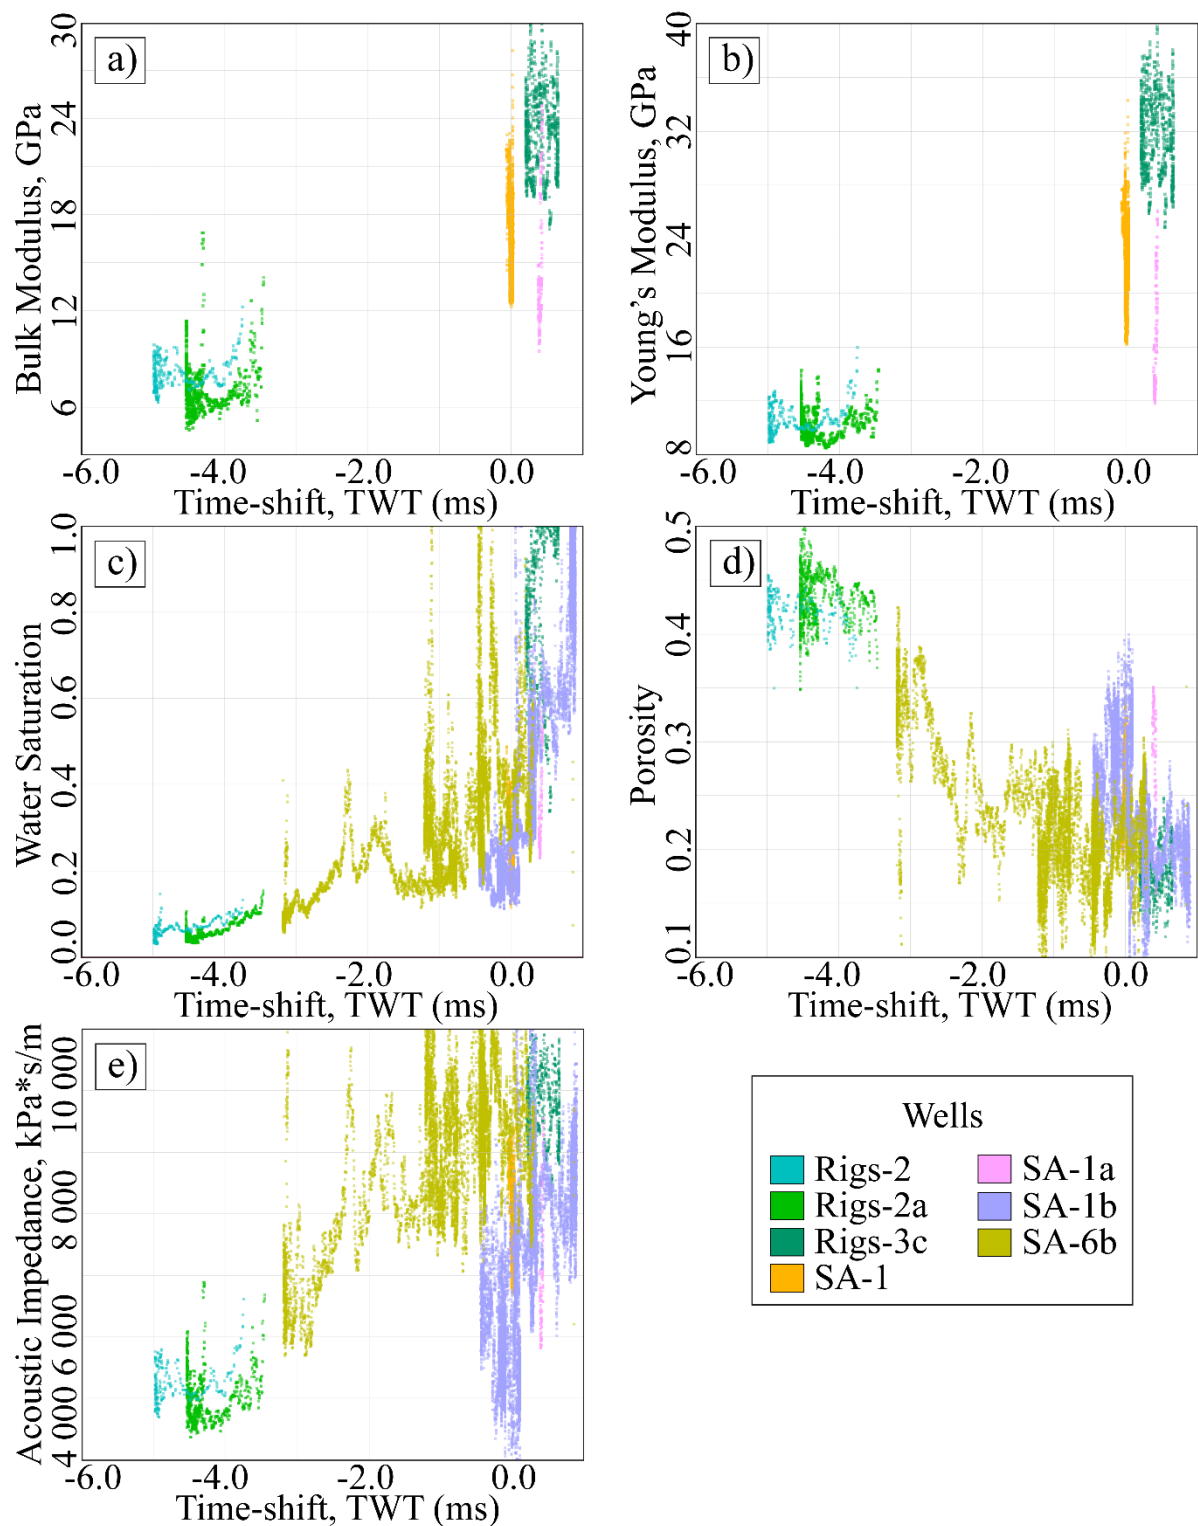 a)
Bulk Modulus, GPa
30
24
18
12
6
-6.0 -4.0 -2.0 0.0
Time-shift, TWT (ms)
b)
Young's Modulus, GPa
40
32
24
16
8
-6.0 -4.0 -2.0 0.0
Time-shift, TWT (ms)
c)
Water Saturation
1.0
0.8
0.6
0.4
0.2
0.0
-6.0 -4.0 -2.0 0.0
Time-shift, TWT (ms)
d)
Porosity
0.5
0.4
0.3
0.2
0.1
-6.0 -4.0 -2.0 0.0
Time-shift, TWT (ms)
e)
Acoustic Impedance, kPa*s/m
10 000
8 000
6 000
4 000
-6.0 -4.0 -2.0 0.0
Time-shift, TWT (ms)
Wells
Rigs-2 SA-1a
Rigs-2a SA-1b
Rigs-3c SA-6b
SA-1